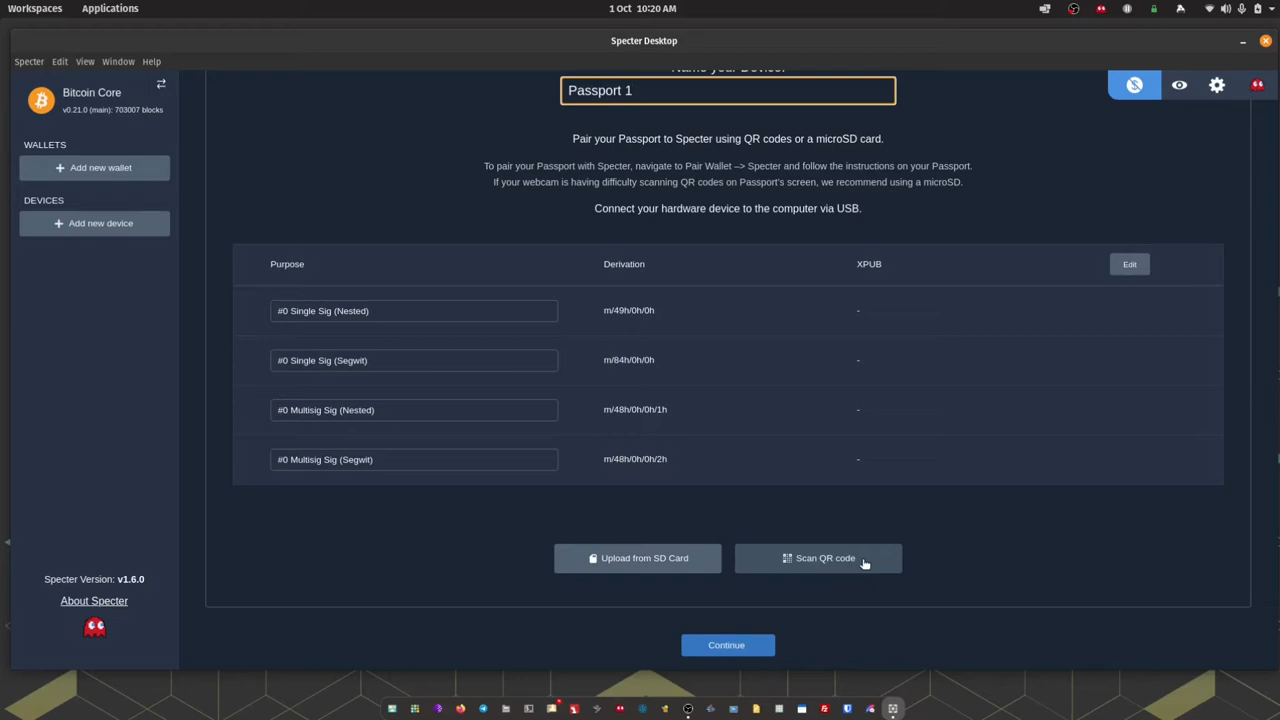 Workspaces
Applications
1 Oct 10:20 AM
Specter Desktop
Specter Edit View Window Help
Bitcoin Core
v0.21.0 (main): 703007 blocks
WALLETS
Add new wallet
DEVICES
Add new device
Name your Device:
Passport 1
Pair your Passport to Specter using QR codes or a microSD card.
To pair your Passport with Specter, navigate to Pair Wallet –> Specter and follow the instructions on your Passport.
If your webcam is having difficulty scanning QR codes on Passport's screen, we recommend using a microSD.
Connect your hardware device to the computer via USB.
Purpose Derivation XPUB Edit
#0 Single Sig (Nested) m/49h/0h/0h -
#0 Single Sig (Segwit) m/84h/0h/0h -
#0 Multisig Sig (Nested) m/48h/0h/0h/1h -
#0 Multisig Sig (Segwit) m/48h/0h/0h/2h -
Upload from SD Card Scan QR code
Specter Version: v1.6.0
About Specter
Continue